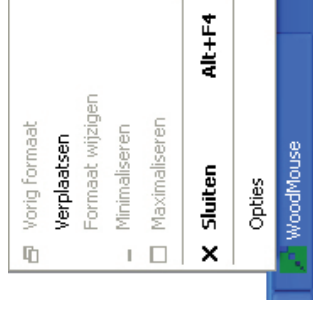 Vorig formaat
Verplaatsen
Formaat wijzigen
Minimaliseren
Maximaliseren
Sluiten Alt+F4
Opties
WoodMouse